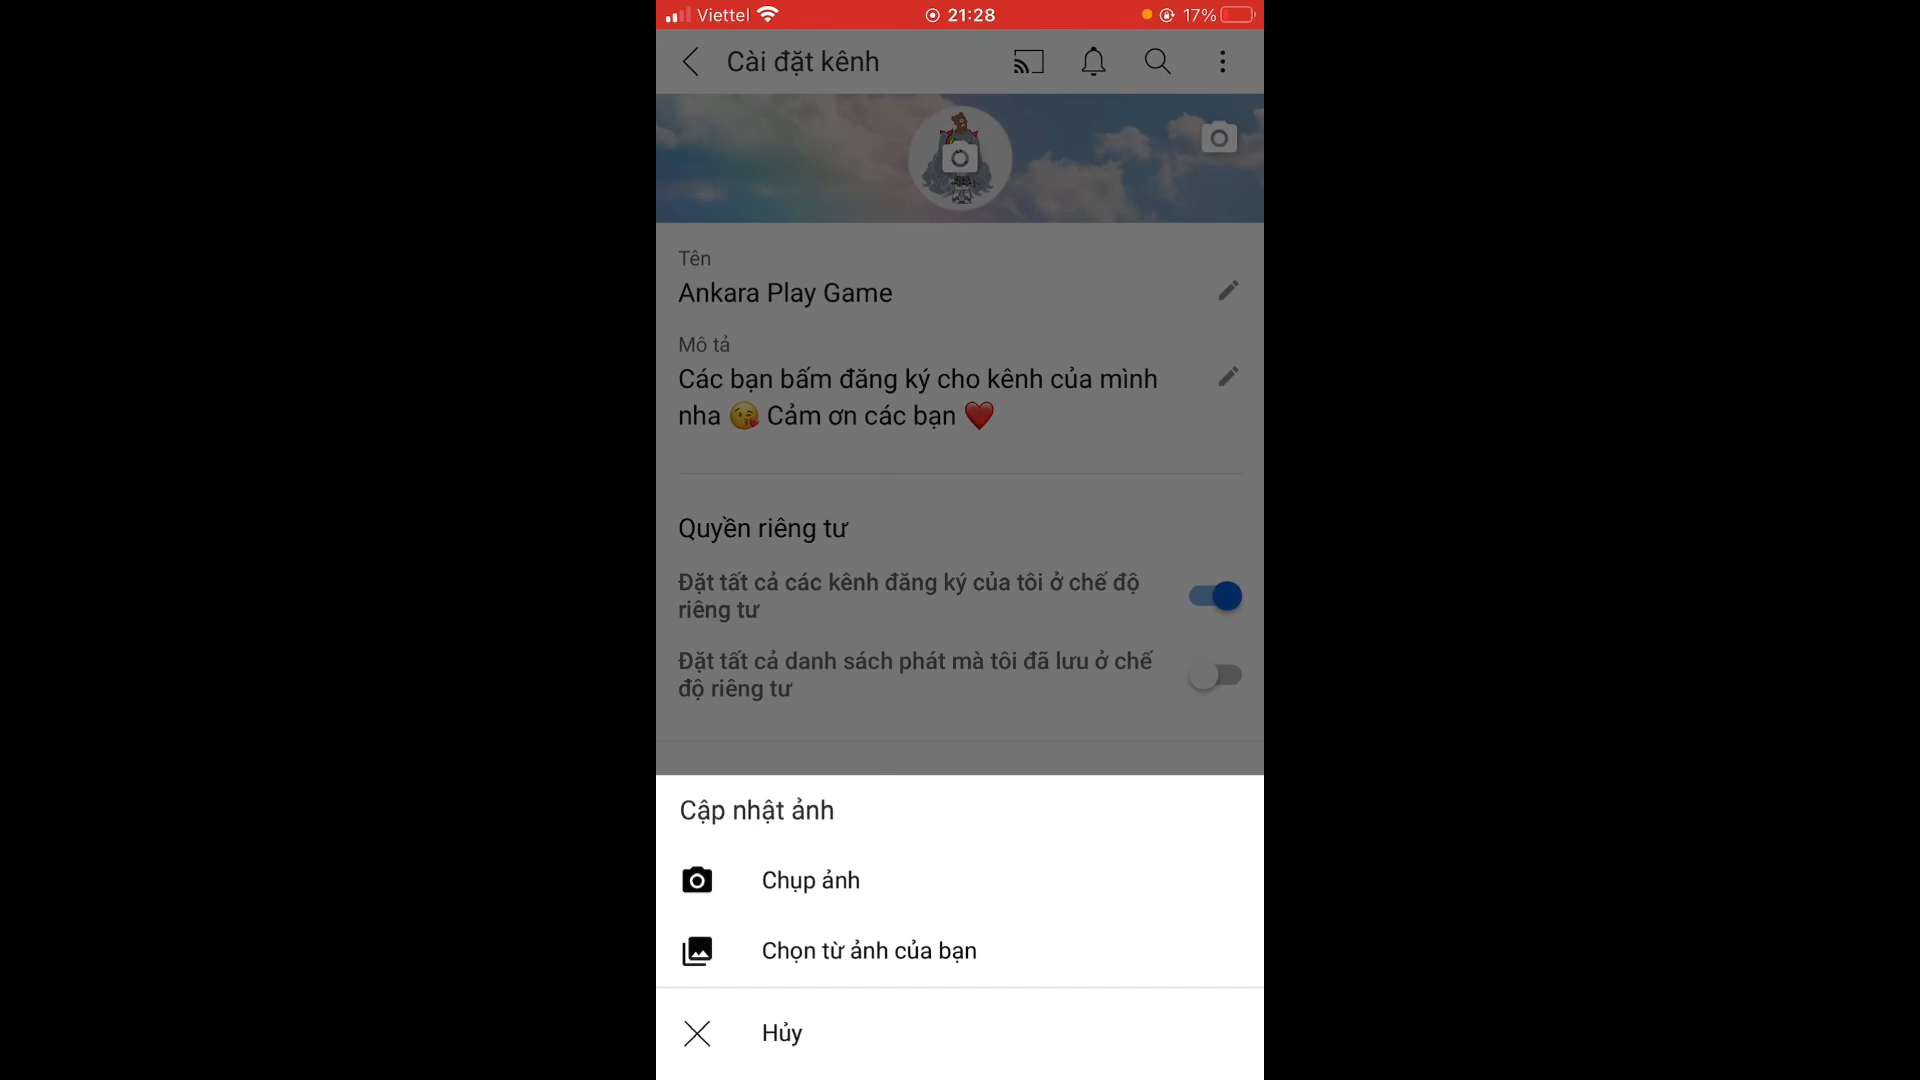 Viettel 21:28 17%
Cài đặt kênh
Tên
Ankara Play Game
Mô tả
Các bạn bấm đăng ký cho kênh của mình
nha 😘 Cảm ơn các bạn ❤️
Quyền riêng tư
Đặt tất cả các kênh đăng ký của tôi ở chế độ
riêng tư
Đặt tất cả danh sách phát mà tôi đã lưu ở chế
độ riêng tư
Cập nhật ảnh
Chụp ảnh
Chọn từ ảnh của bạn
Hủy